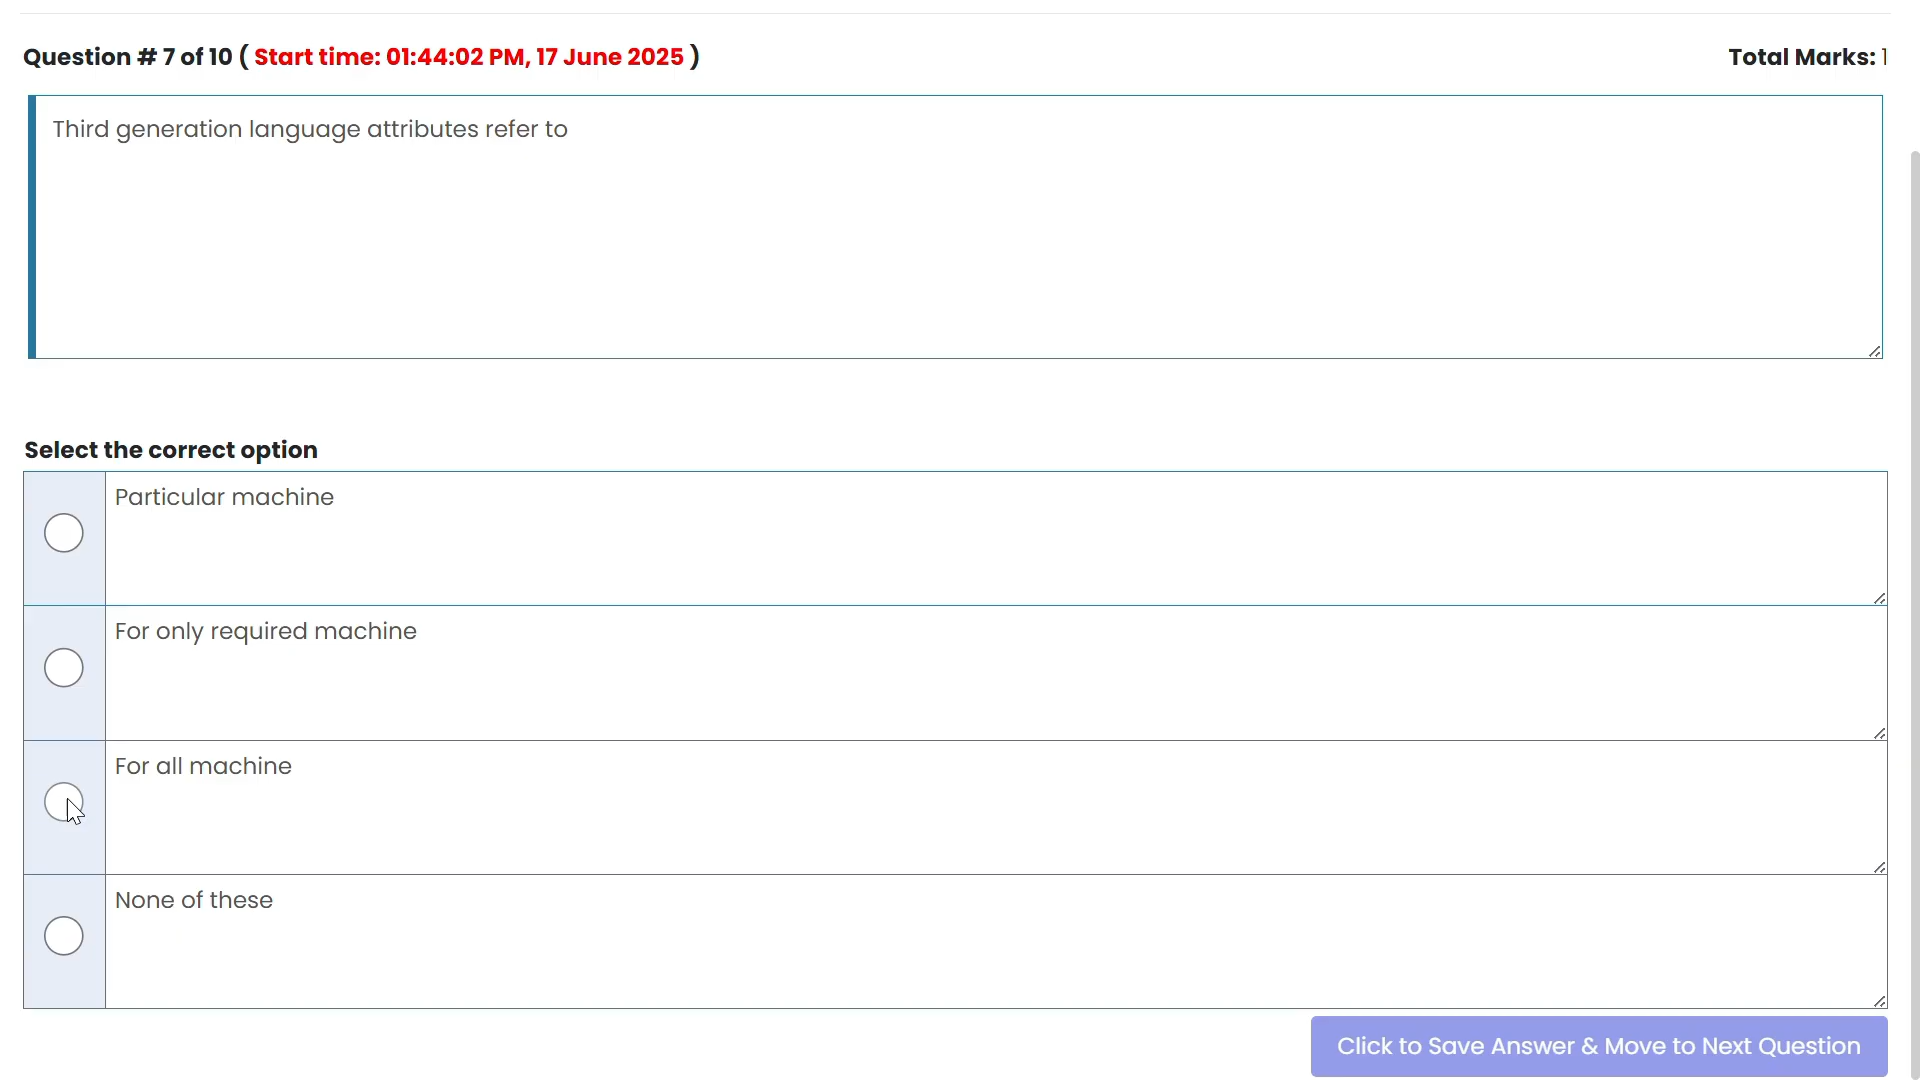 Question # 7 of 10 ( Start time: 01:44:02 PM, 17 June 2025 )
Total Marks: 1
Third generation language attributes refer to
Select the correct option
Particular machine
For only required machine
For all machine
None of these
Click to Save Answer & Move to Next Question